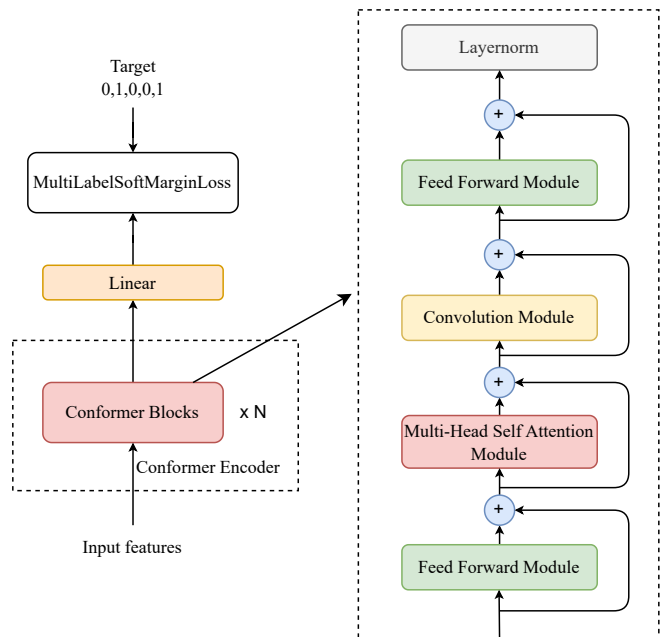 Target
0,1,0,0,1
MultiLabelSoftMarginLoss
Linear
Conformer Blocks
x N
Conformer Encoder
Input features
Layernorm
+
Feed Forward Module
+
Convolution Module
+
Multi-Head Self Attention
Module
+
Feed Forward Module